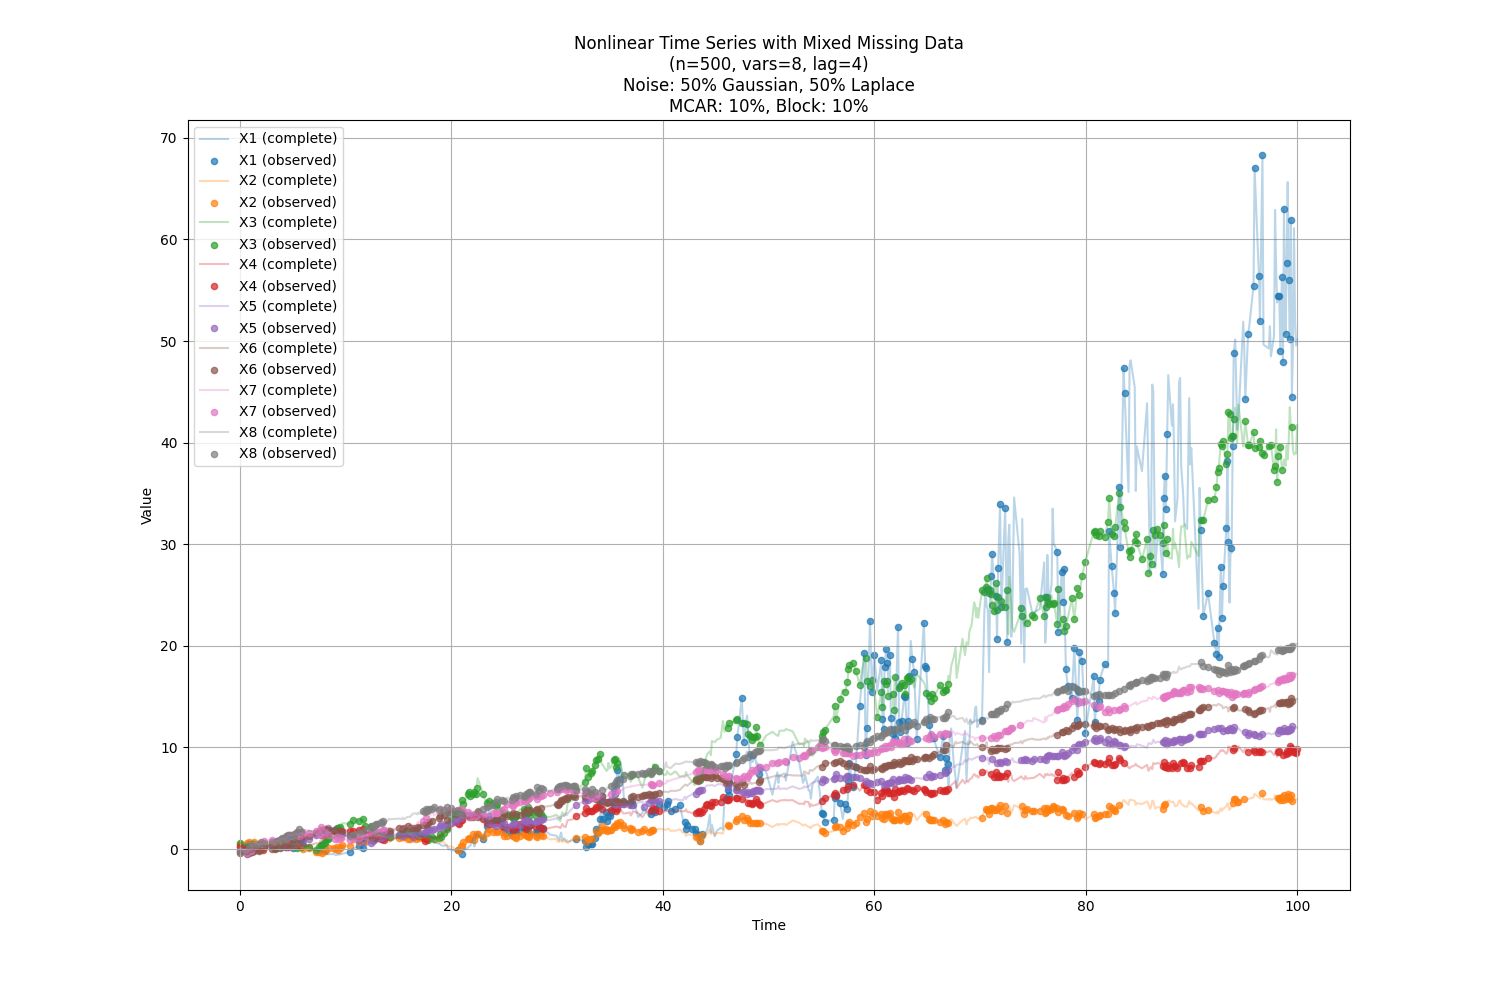 Nonlinear Time Series with Mixed Missing Data
(n=500, vars=8, lag=4)
Noise: 50% Gaussian, 50% Laplace
MCAR: 10%, Block: 10%
X1 (complete)
X1 (observed)
X2 (complete)
X2 (observed)
X3 (complete)
X3 (observed)
X4 (complete)
X4 (observed)
X5 (complete)
X5 (observed)
X6 (complete)
X6 (observed)
X7 (complete)
X7 (observed)
X8 (complete)
X8 (observed)
Value
70
60
50
40
30
20
10
0
0 20 40 60 80 100
Time